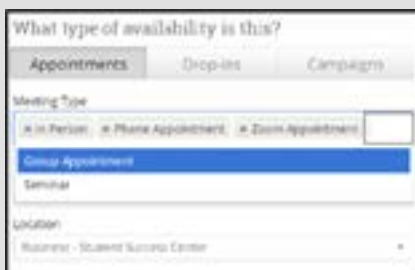 What type of availability is this?
Appointments Drop-ins Campaigns
Meeting Type
× In Person × Phone Appointment × Zoom Appointment
Group Appointment
Seminar
Location
Business - Student Success Center